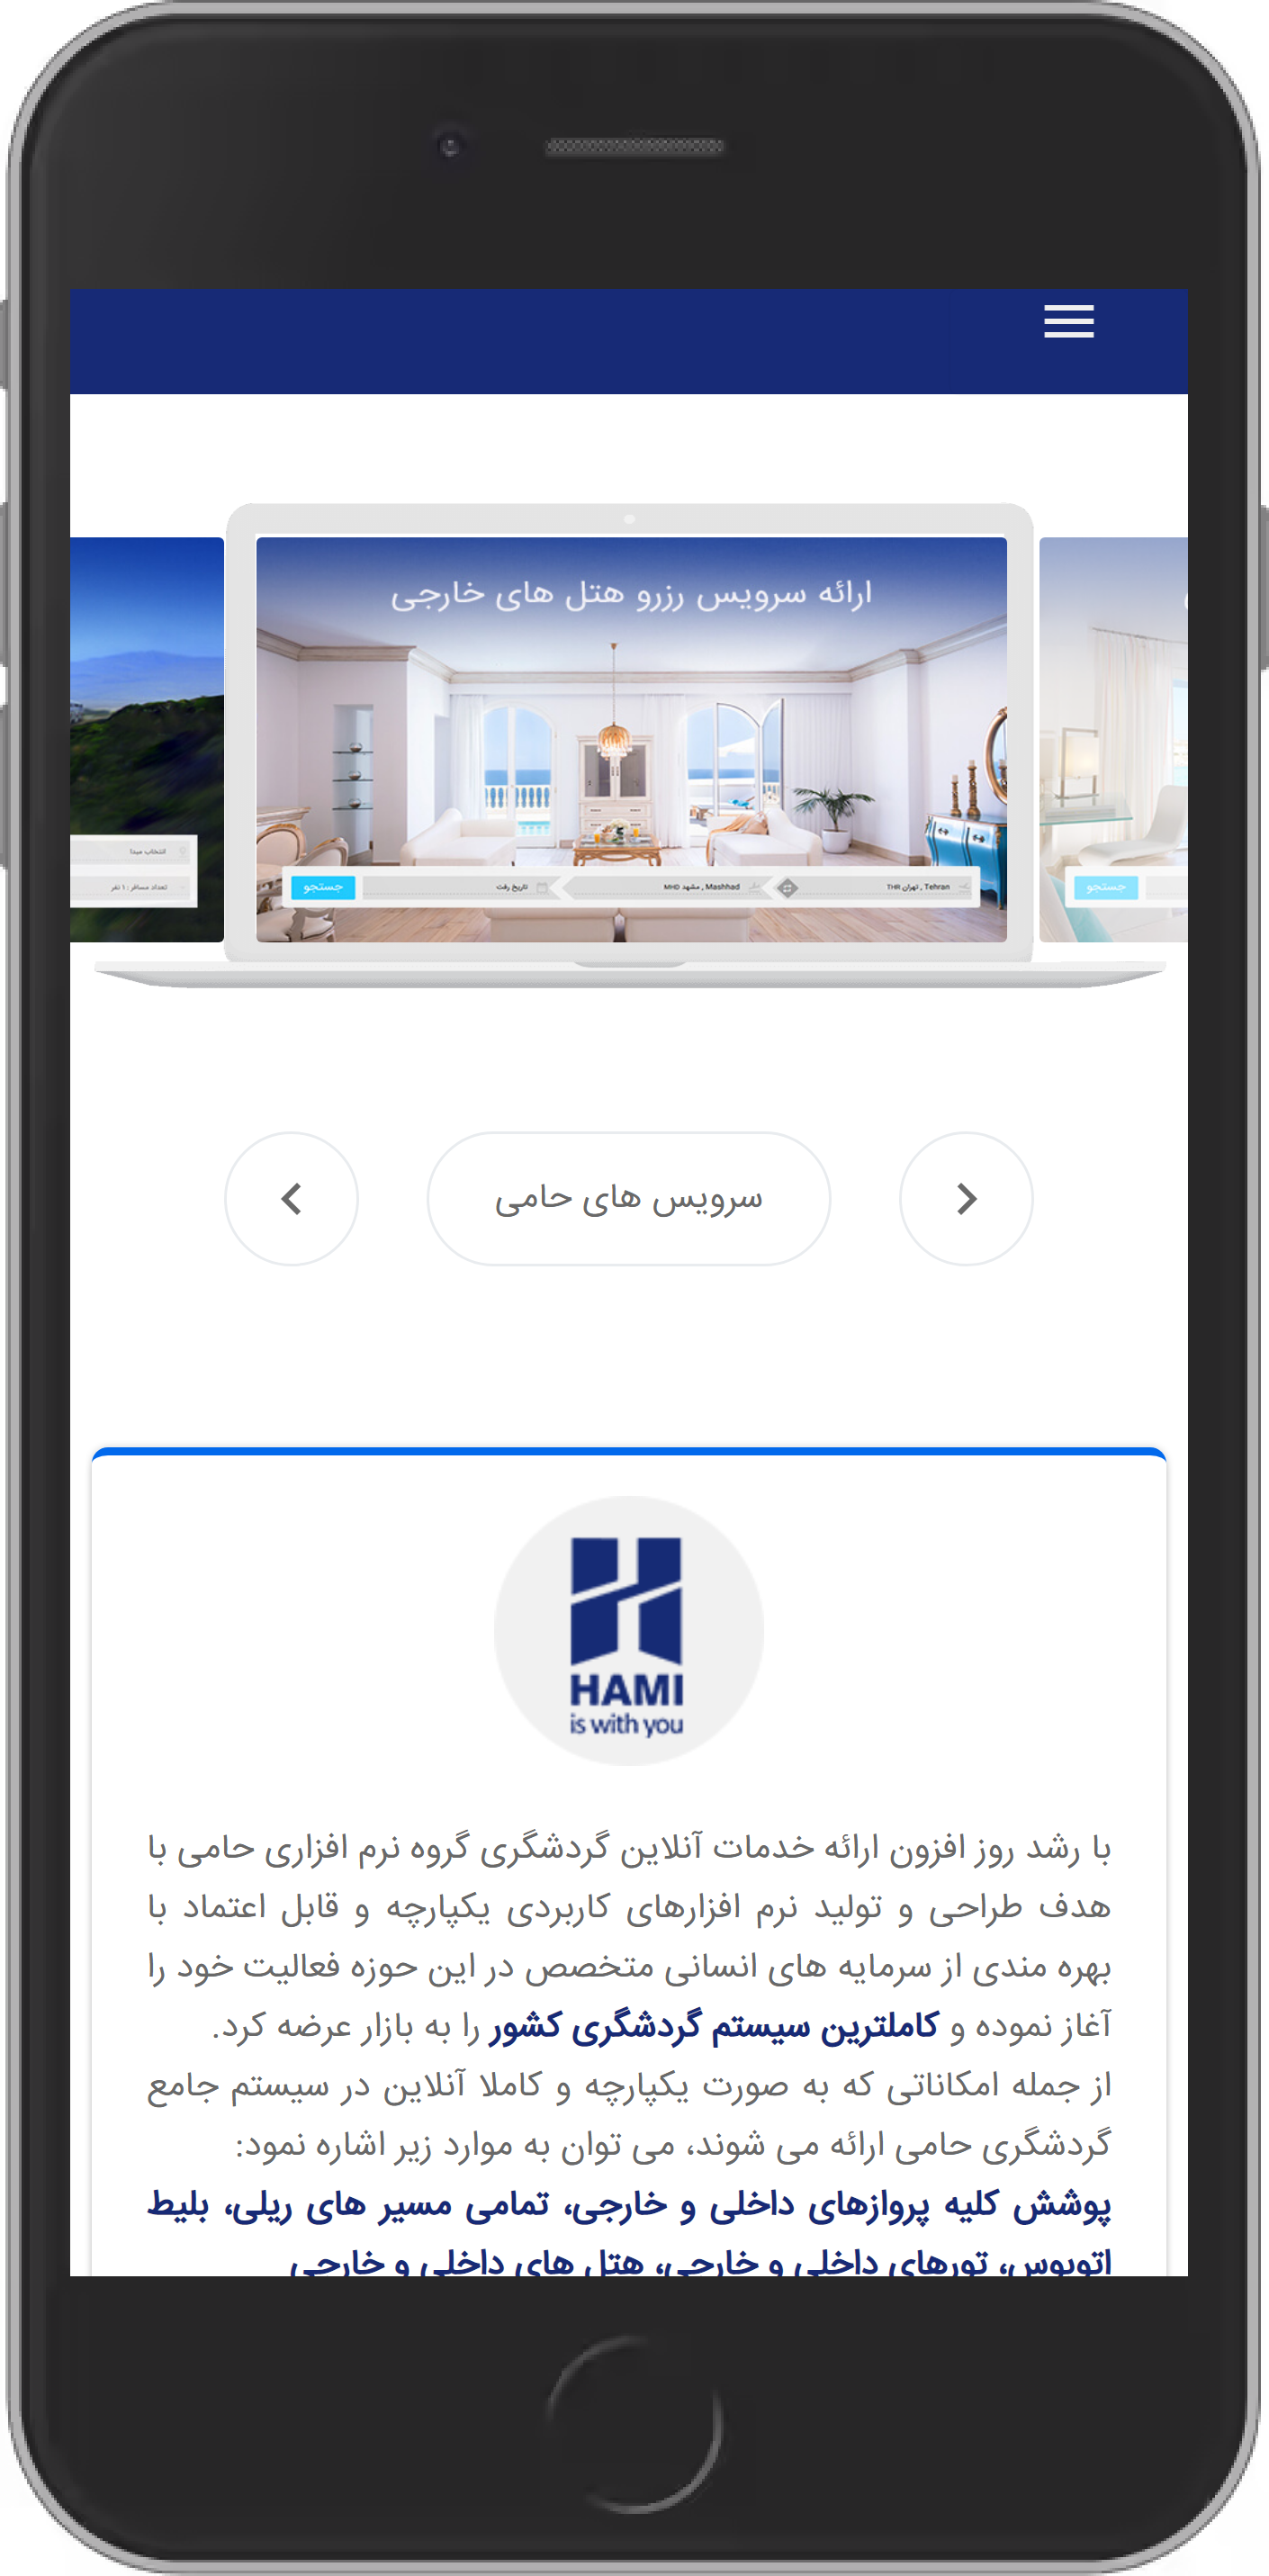 ارائه سرویس رزرو هتل های خارجی
انتخاب مبدا
تعداد مسافر : ۱ نفر
تهران THR , Tehran
مشهد MHD , Mashhad
تاریخ رفت
جستجو
جستجو
سرویس های حامی
HAMI
is with you
با رشد روز افزون ارائه خدمات آنلاین گردشگری گروه نرم افزاری حامی با
هدف طراحی و تولید نرم افزارهای کاربردی یکپارچه و قابل اعتماد با
بهره مندی از سرمایه های انسانی متخصص در این حوزه فعالیت خود را
آغاز نموده و کاملترین سیستم گردشگری کشور را به بازار عرضه کرد.
از جمله امکاناتی که به صورت یکپارچه و کاملا آنلاین در سیستم جامع
گردشگری حامی ارائه می شوند، می توان به موارد زیر اشاره نمود:
پوشش کلیه پروازهای داخلی و خارجی، تمامی مسیر های ریلی، بلیط
اتوبوس، تورهای داخلی و خارجی، هتل های داخلی و خارجی